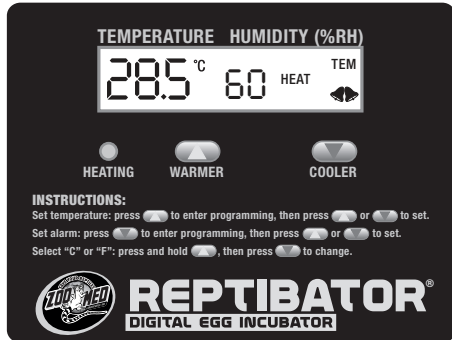 TEMPERATURE HUMIDITY (%RH)
28.5 °C 60 HEAT TEM
HEATING WARMER COOLER
INSTRUCTIONS:
Set temperature: press to enter programming, then press or to set.
Set alarm: press to enter programming, then press or to set.
Select “C” or “F”: press and hold , then press to change.
ZOO MED
REPTIBATOR®
DIGITAL EGG INCUBATOR